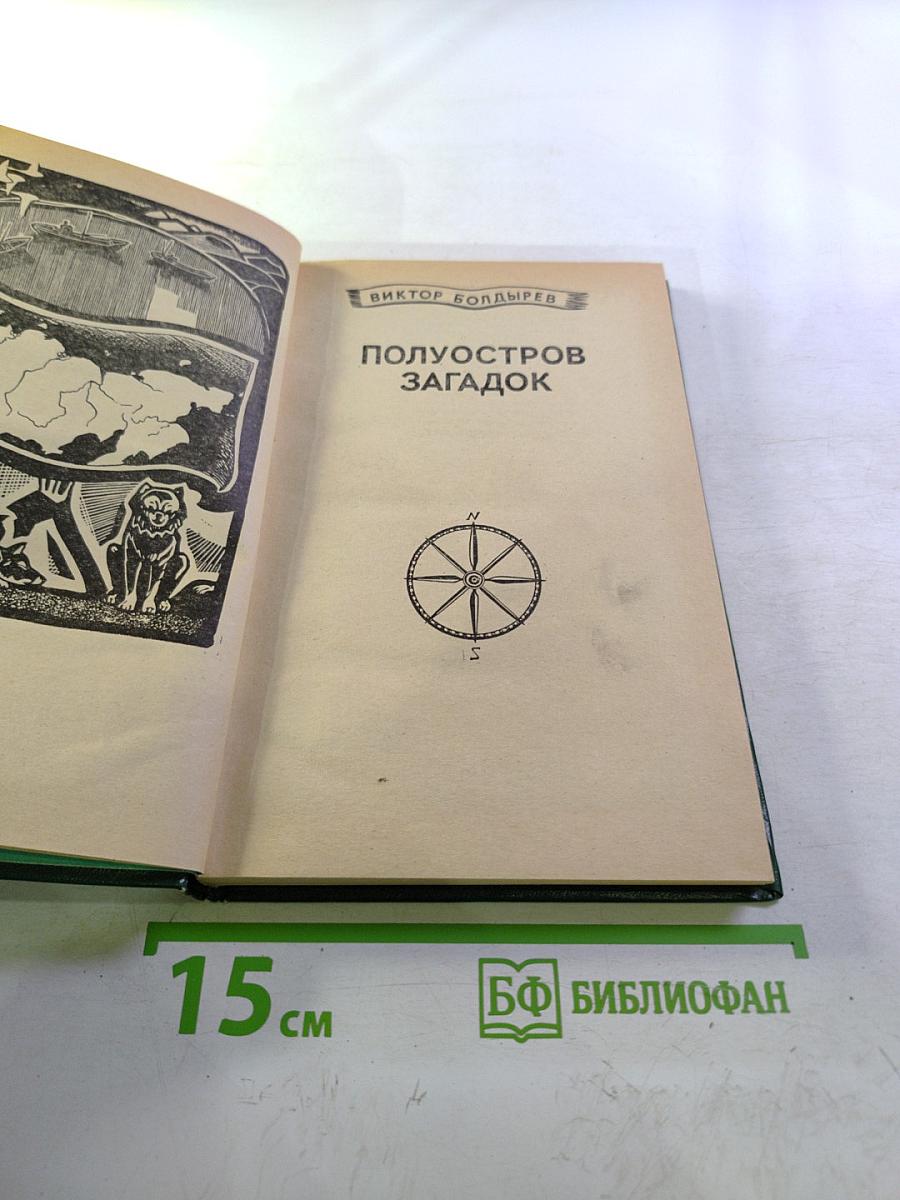 ВИКТОР БОЛДЫРЕВ
ПОЛУОСТРОВ
ЗАГАДОК
N
S
15 см
БФ БИБЛИОФАН